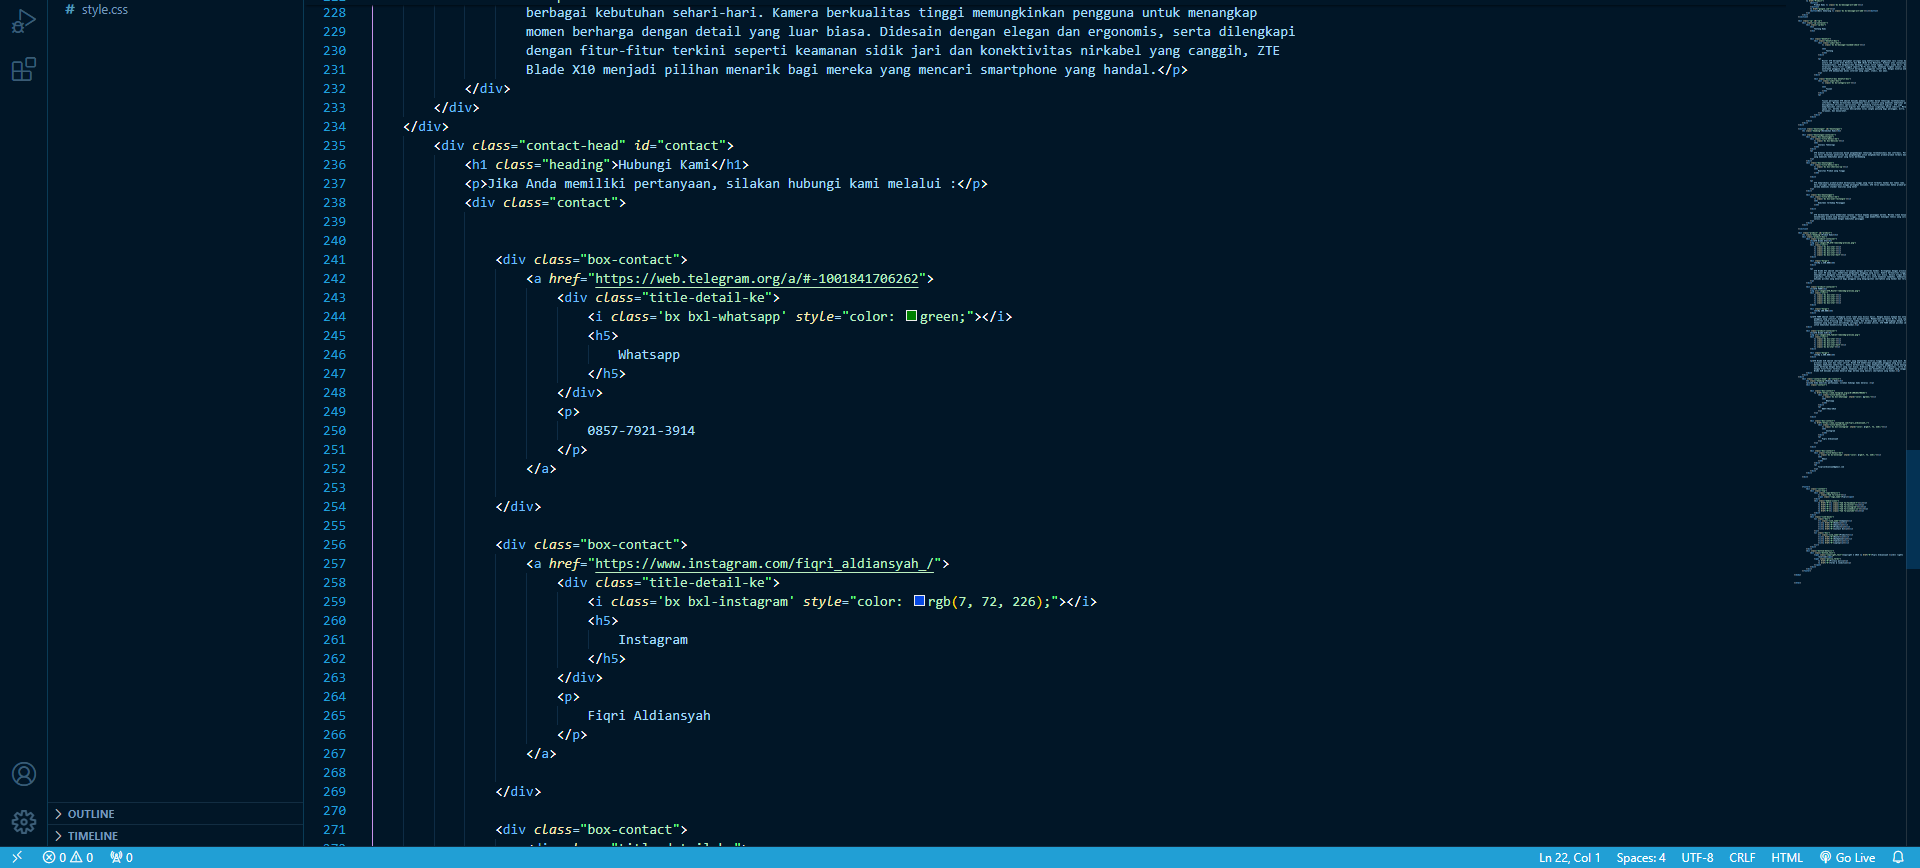 style.css
228 berbagai kebutuhan sehari-hari. Kamera berkualitas tinggi memungkinkan pengguna untuk menangkap
229 momen berharga dengan detail yang luar biasa. Didesain dengan elegan dan ergonomis, serta dilengkapi
230 dengan fitur-fitur terkini seperti keamanan sidik jari dan konektivitas nirkabel yang canggih, ZTE
231 Blade X10 menjadi pilihan menarik bagi mereka yang mencari smartphone yang handal.</p>
232 </div>
233 </div>
234 </div>
235 <div class="contact-head" id="contact">
236 <h1 class="heading">Hubungi Kami</h1>
237 <p>Jika Anda memiliki pertanyaan, silakan hubungi kami melalui :</p>
238 <div class="contact">
239
240
241 <div class="box-contact">
242 <a href="https://web.telegram.org/a/#-1001841706262">
243 <div class="title-detail-ke">
244 <i class='bx bxl-whatsapp' style="color: green;"></i>
245 <h5>
246 Whatsapp
247 </h5>
248 </div>
249 <p>
250 0857-7921-3914
251 </p>
252 </a>
253
254 </div>
255
256 <div class="box-contact">
257 <a href="https://www.instagram.com/fiqri_aldiansyah_/">
258 <div class="title-detail-ke">
259 <i class='bx bxl-instagram' style="color: rgb(7, 72, 226);"></i>
260 <h5>
261 Instagram
262 </h5>
263 </div>
264 <p>
265 Fiqri Aldiansyah
266 </p>
267 </a>
268
269 </div>
270
271 <div class="box-contact">
OUTLINE
TIMELINE
0 0 0 Ln 22, Col 1 Spaces: 4 UTF-8 CRLF HTML Go Live